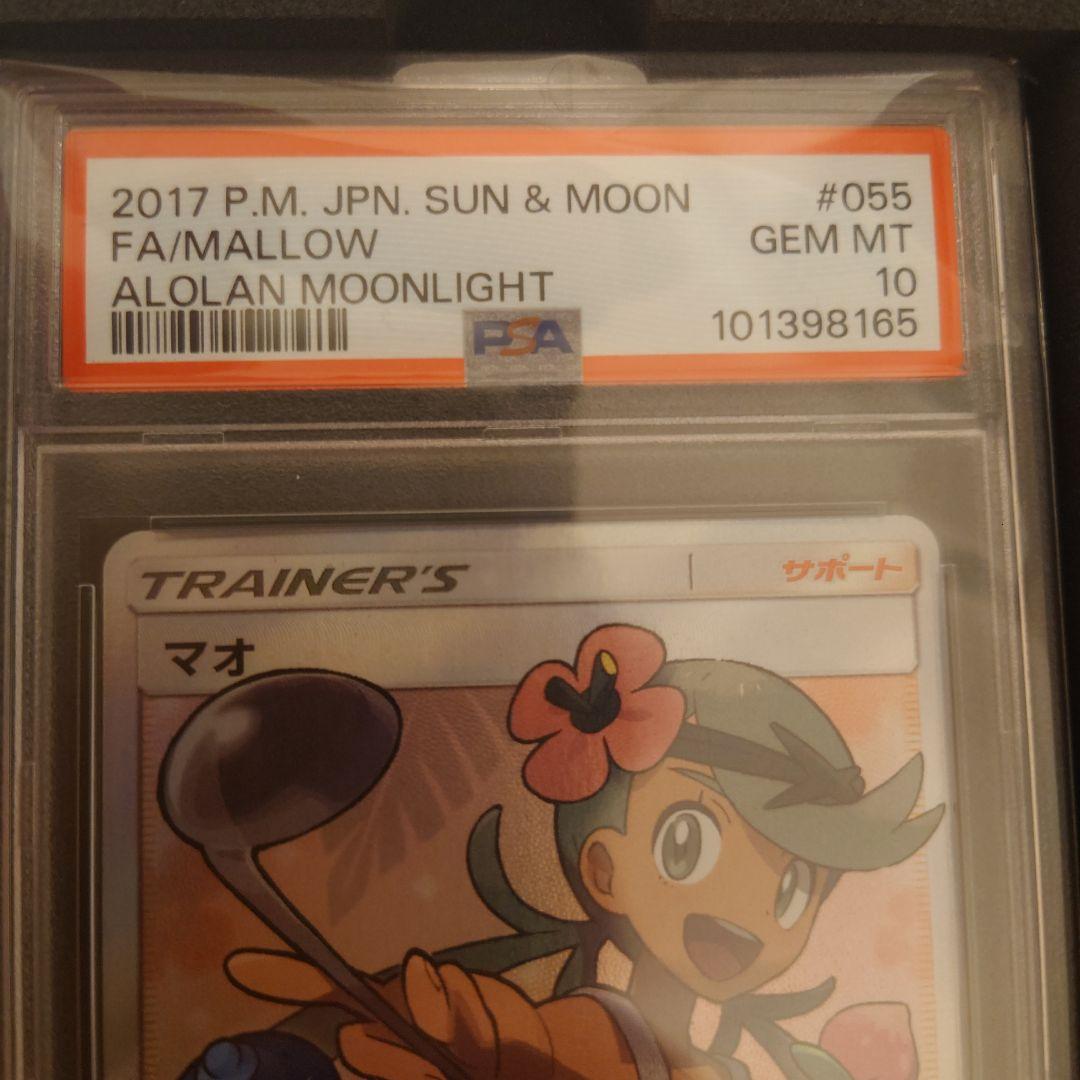 2017 P.M. JPN. SUN & MOON #055
FA/MALLOW GEM MT
ALOLAN MOONLIGHT 10
PSA 101398165
TRAINER'S サポート
マオ